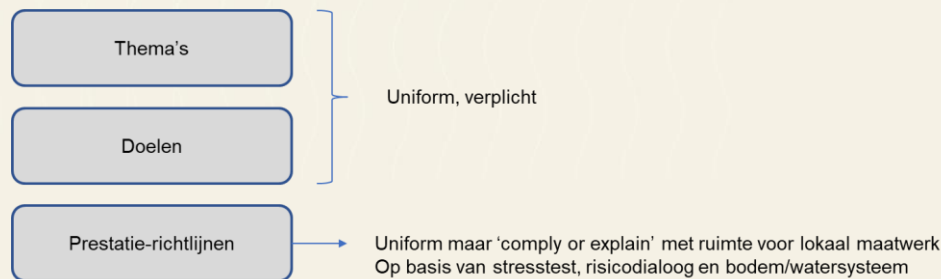 Thema’s
Uniform, verplicht
Doelen
Prestatie-richtlijnen
Uniform maar ‘comply or explain’ met ruimte voor lokaal maatwerk
Op basis van stresstest, risicodialoog en bodem/watersysteem